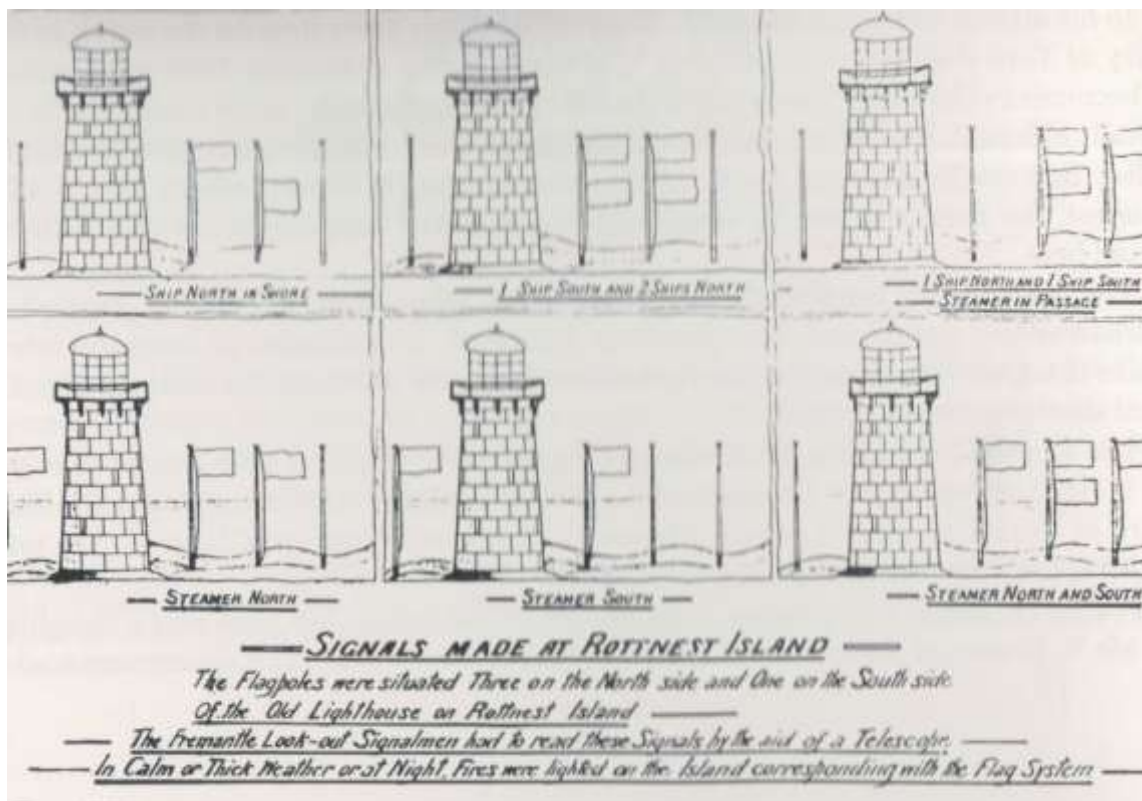 SHIP NORTH IN SHORE
1 SHIP SOUTH AND 2 SHIPS NORTH
1 SHIP NORTH AND 1 SHIP SOUTH
STEAMER IN PASSAGE
STEAMER NORTH
STEAMER SOUTH
STEAMER NORTH AND SOUTH
SIGNALS MADE AT ROTTNEST ISLAND
The Flagpoles were situated Three on the North side and One on the South side
Of the Old Lighthouse on Rottnest Island
The Fremantle Look-out Signalmen had to read these Signals by the aid of a Telescope.
In Calm or Thick Weather or at Night, Fires were lighted on the Island corresponding with the Flag System